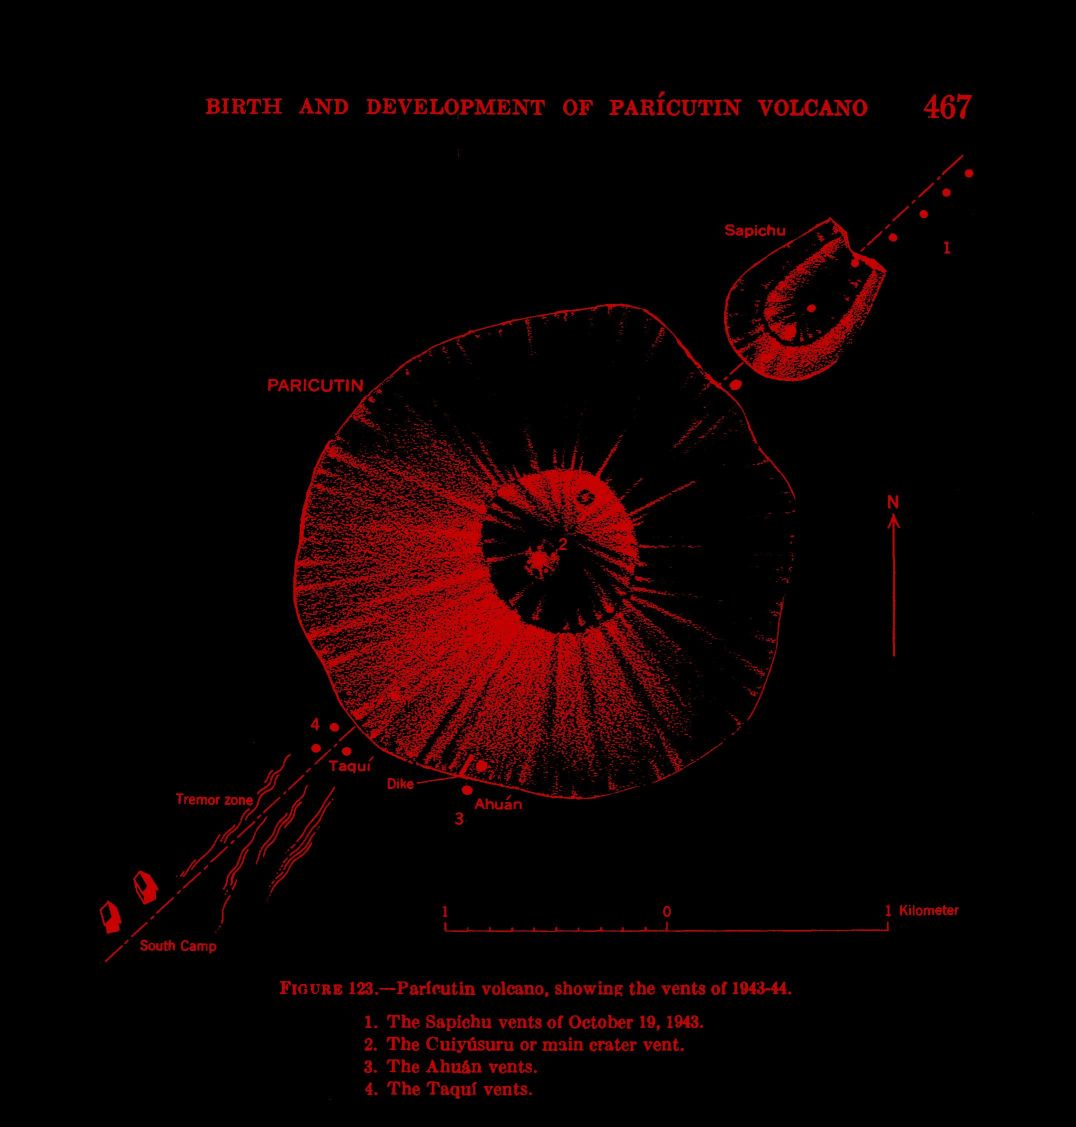 BIRTH AND DEVELOPMENT OF PARÍCUTIN VOLCANO 467
Sapichu
1
PARICUTIN
N
2
4
Taquí
Tremor zone
Dike
Ahuán
3
South Camp
1 0 1 Kilometer
FIGURE 123.—Parícutin volcano, showing the vents of 1943-44.
1. The Sapichu vents of October 19, 1943.
2. The Cuiyúsuru or main crater vent.
3. The Ahuán vents.
4. The Taquí vents.